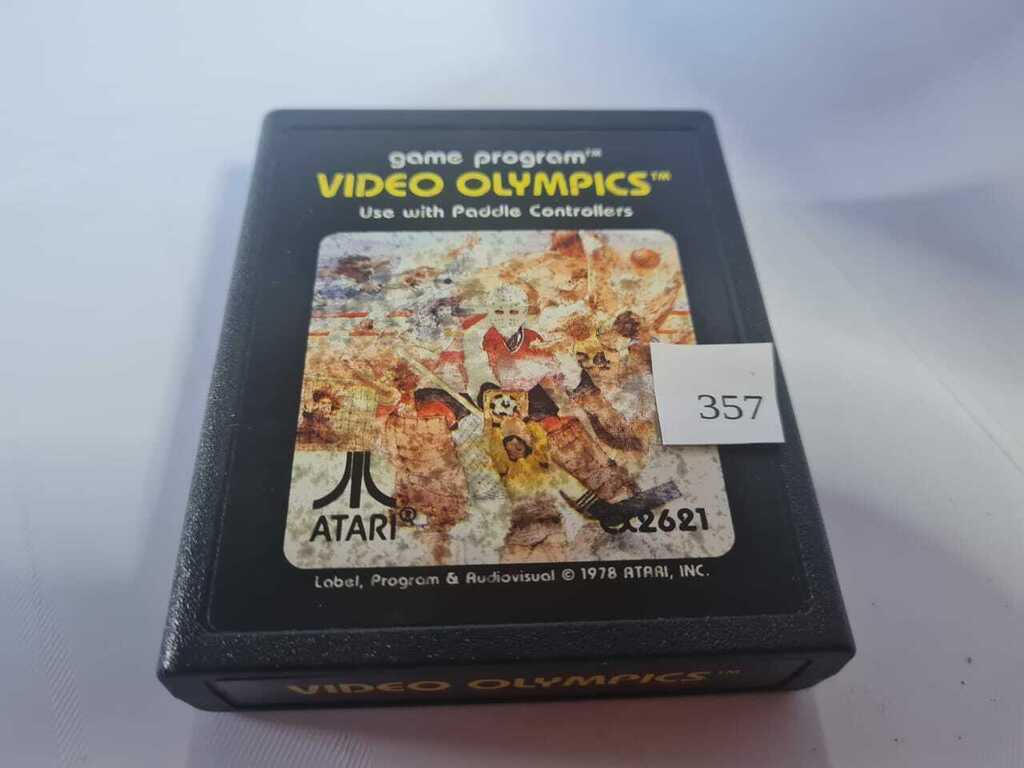 game program™
VIDEO OLYMPICS™
Use with Paddle Controllers
357
ATARI®
CX2621
Label, Program & Audiovisual © 1978 ATARI, INC.
VIDEO OLYMPICS™